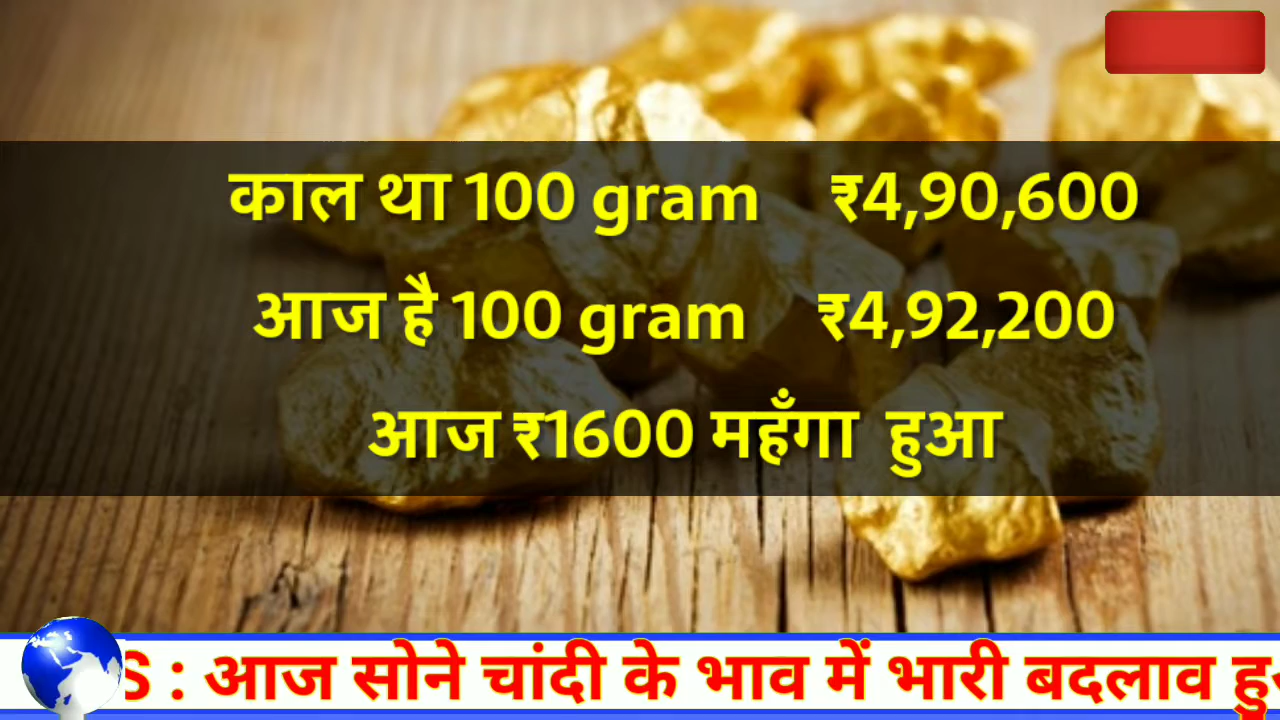 काल था 100 gram ₹4,90,600
आज है 100 gram ₹4,92,200
आज ₹1600 महँगा हुआ
S : आज सोने चांदी के भाव में भारी बदलाव